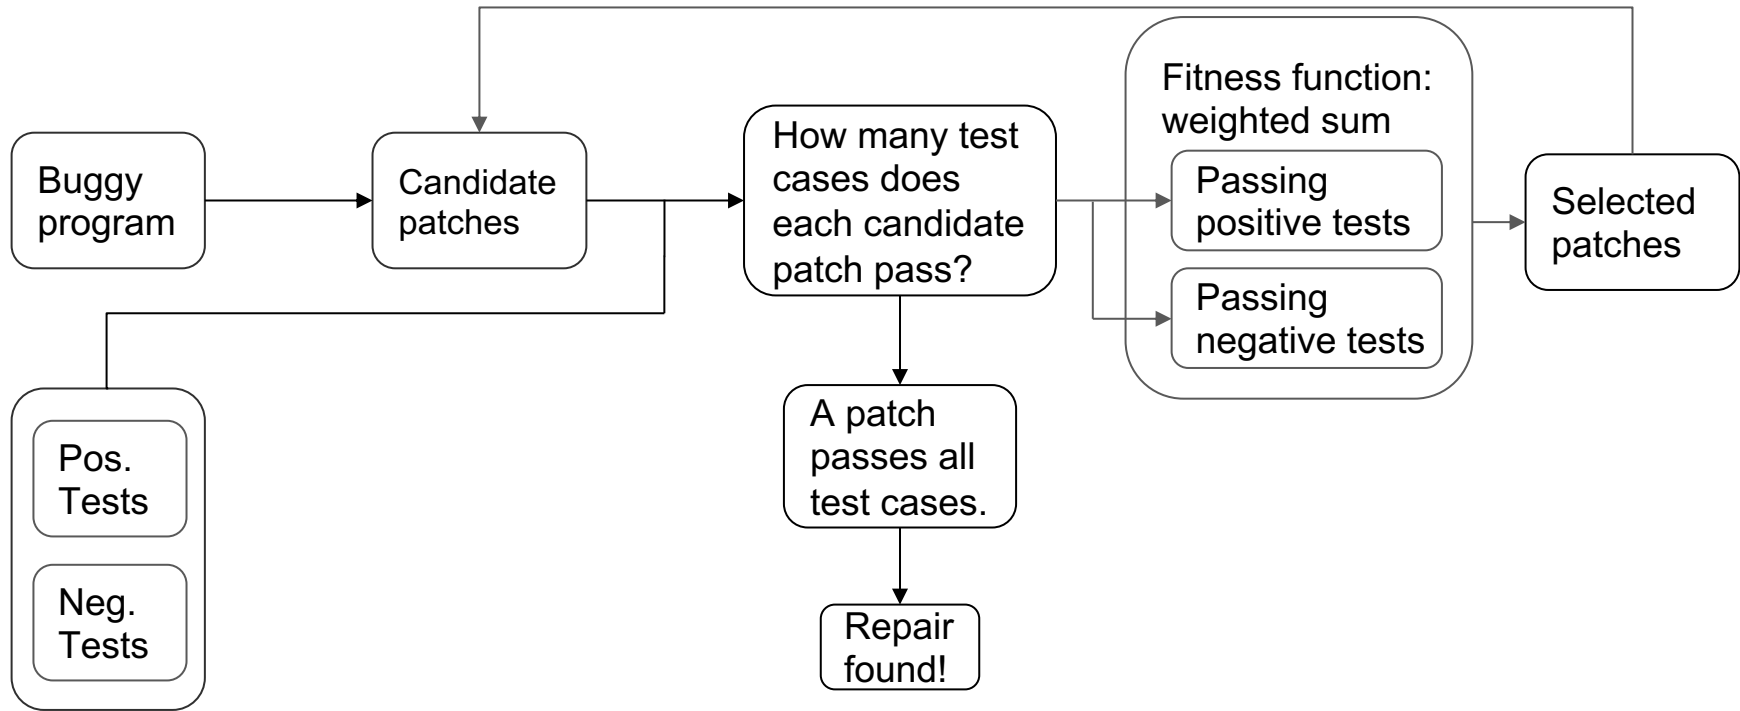 Buggy
program
Candidate
patches
How many test
cases does
each candidate
patch pass?
Fitness function:
weighted sum
Passing
positive tests
Passing
negative tests
Selected
patches
Pos.
Tests
Neg.
Tests
A patch
passes all
test cases.
Repair
found!